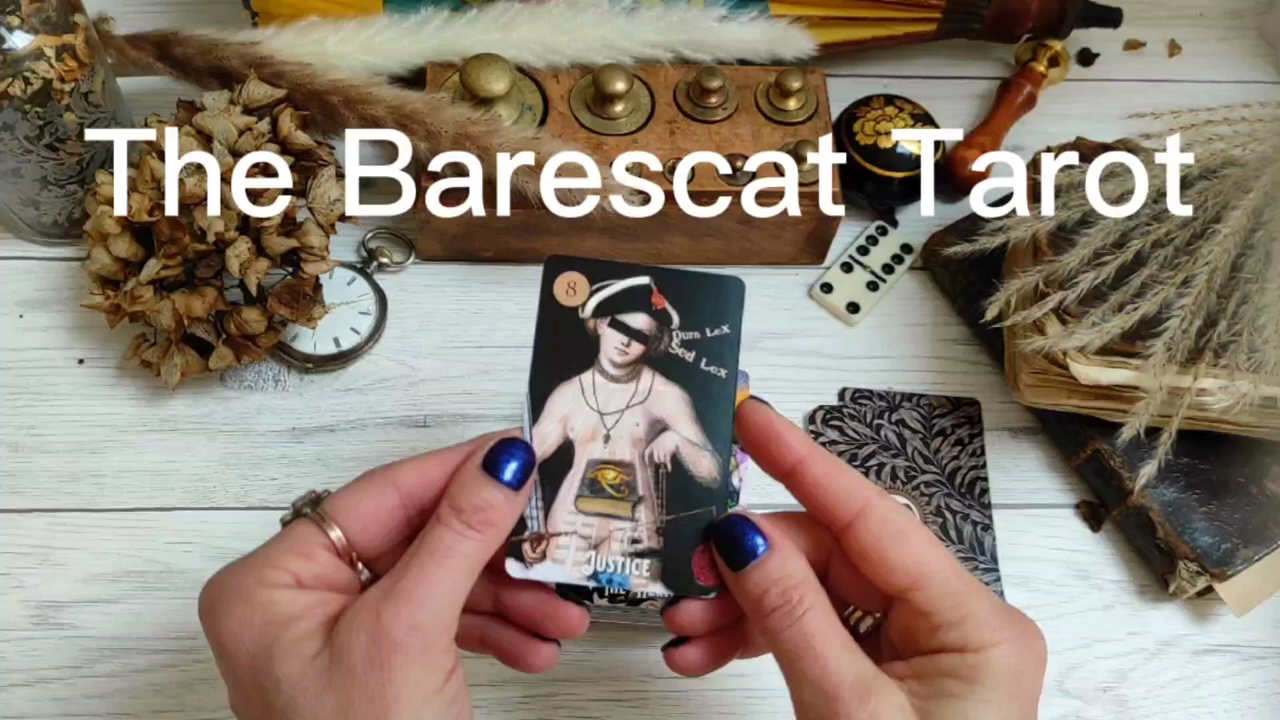 The Barescat Tarot
8
Dura Lex
Sed Lex
JUSTICE